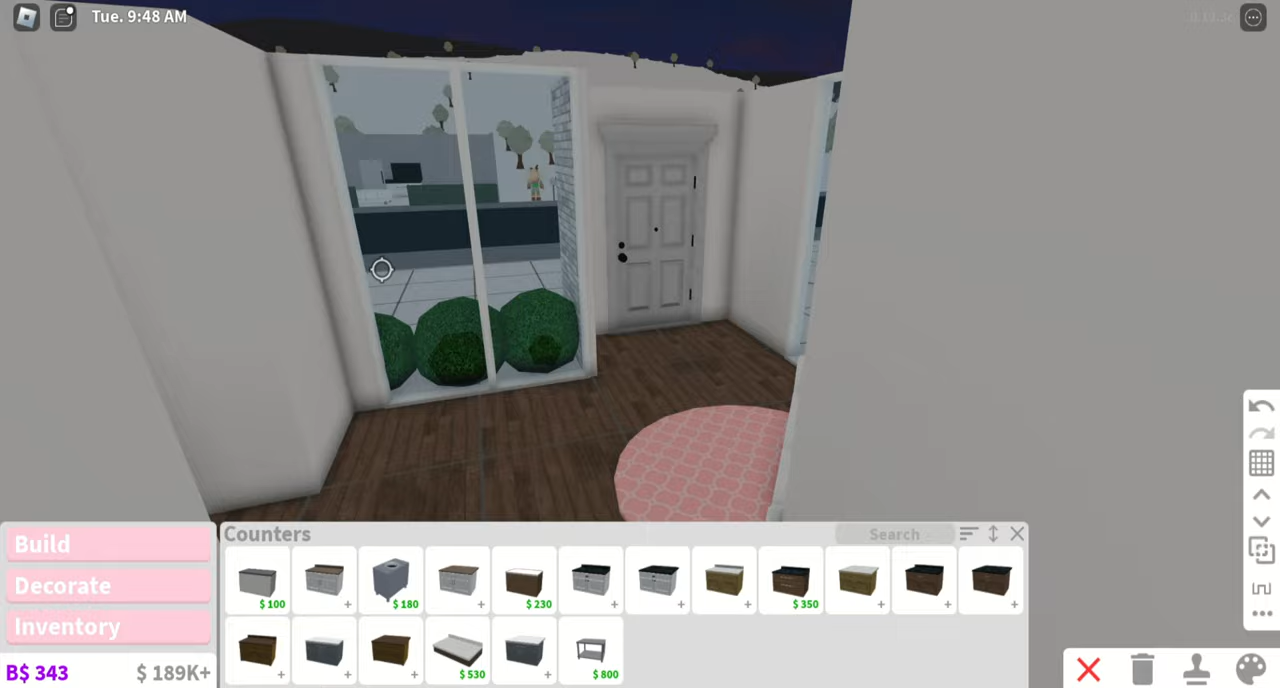 Tue. 9:48 AM
Counters
Search
Build
Decorate
Inventory
B$ 343
$ 189K+
$ 100
+
$ 180
+
$ 230
+
+
+
$ 350
+
+
+
+
+
+
$ 530
+
$ 800